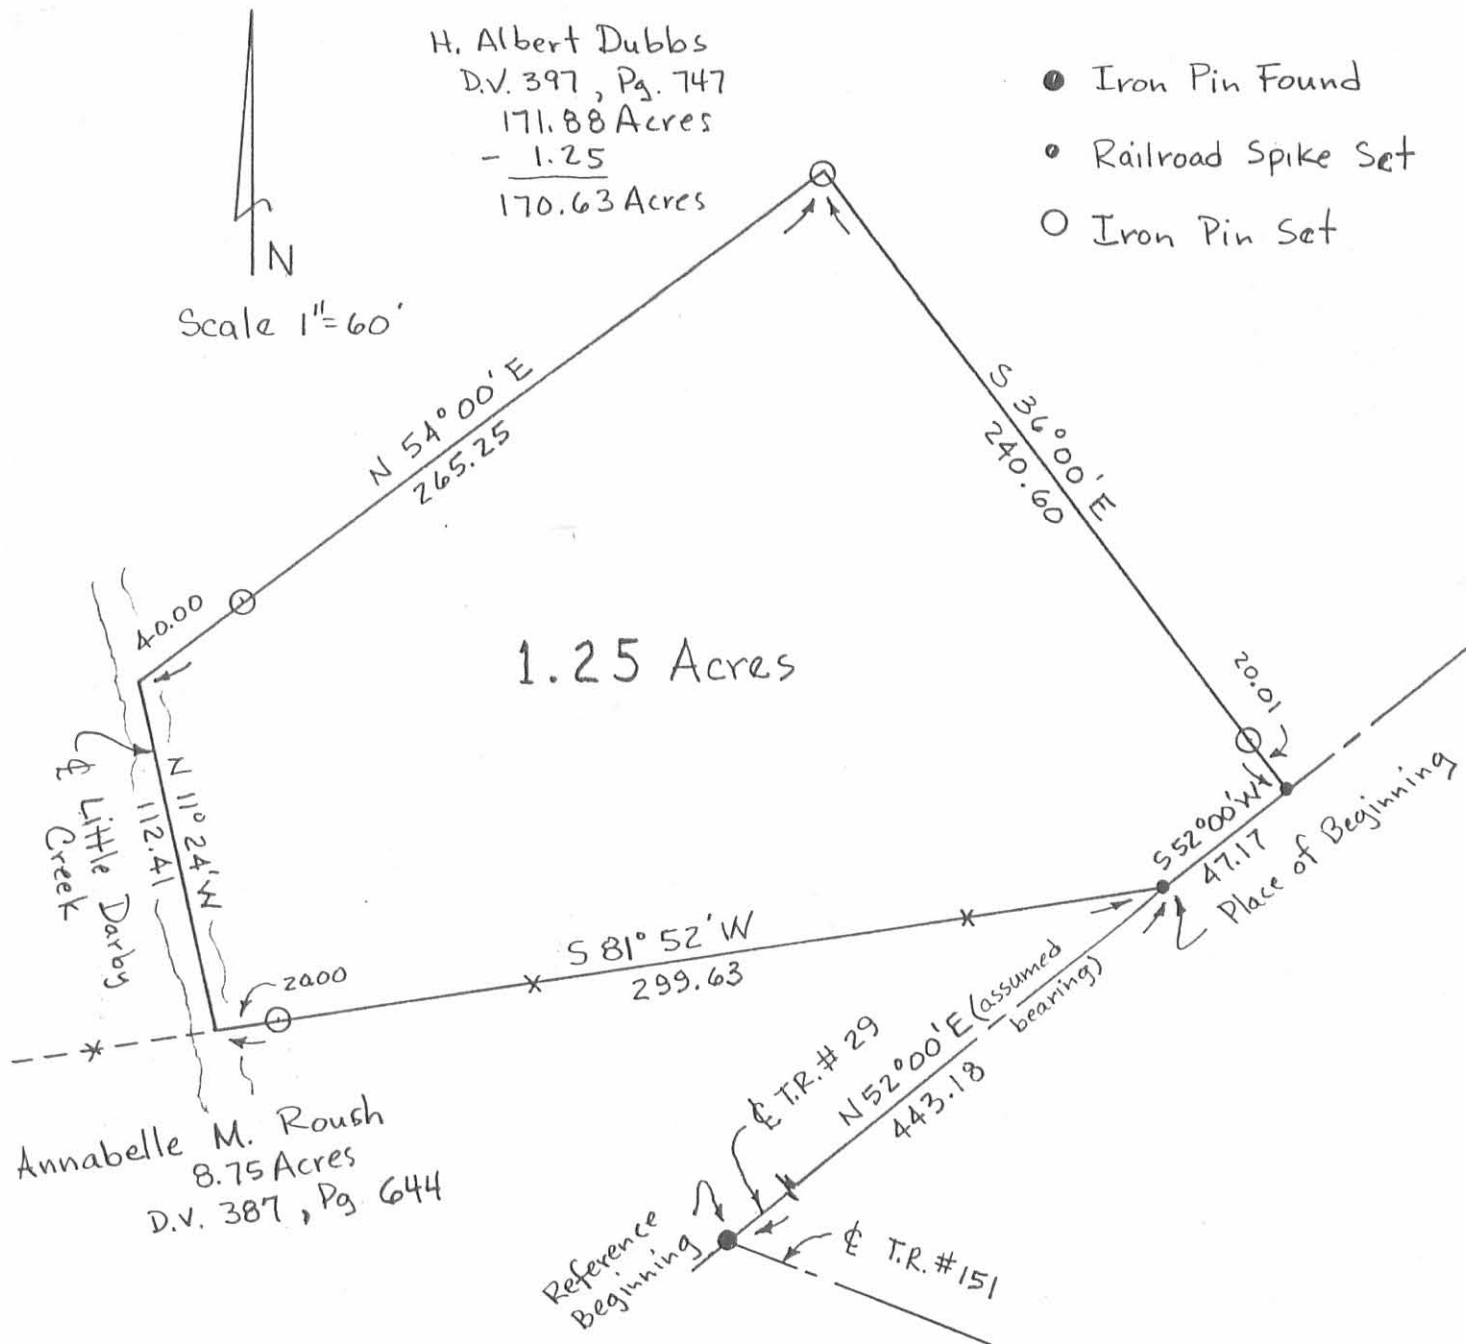 H. Albert Dubbs
D.V. 397, Pg. 747
171.88 Acres
- 1.25
170.63 Acres
● Iron Pin Found
• Railroad Spike Set
○ Iron Pin Set
N
Scale 1"=60'
N 54°00'E
265.25
S 36°00'E
240.60
40.00
1.25 Acres
20.01
℄ Little Darby
Creek
N 11°24'W
112.41
S 52°00'W
47.17
Place of Beginning
S 81°52'W
299.63
20.00
N 52°00'E (assumed
bearing)
443.18
℄ T.R. #29
Annabelle M. Roush
8.75 Acres
D.V. 387, Pg 644
Reference
Beginning
℄ T.R. #151